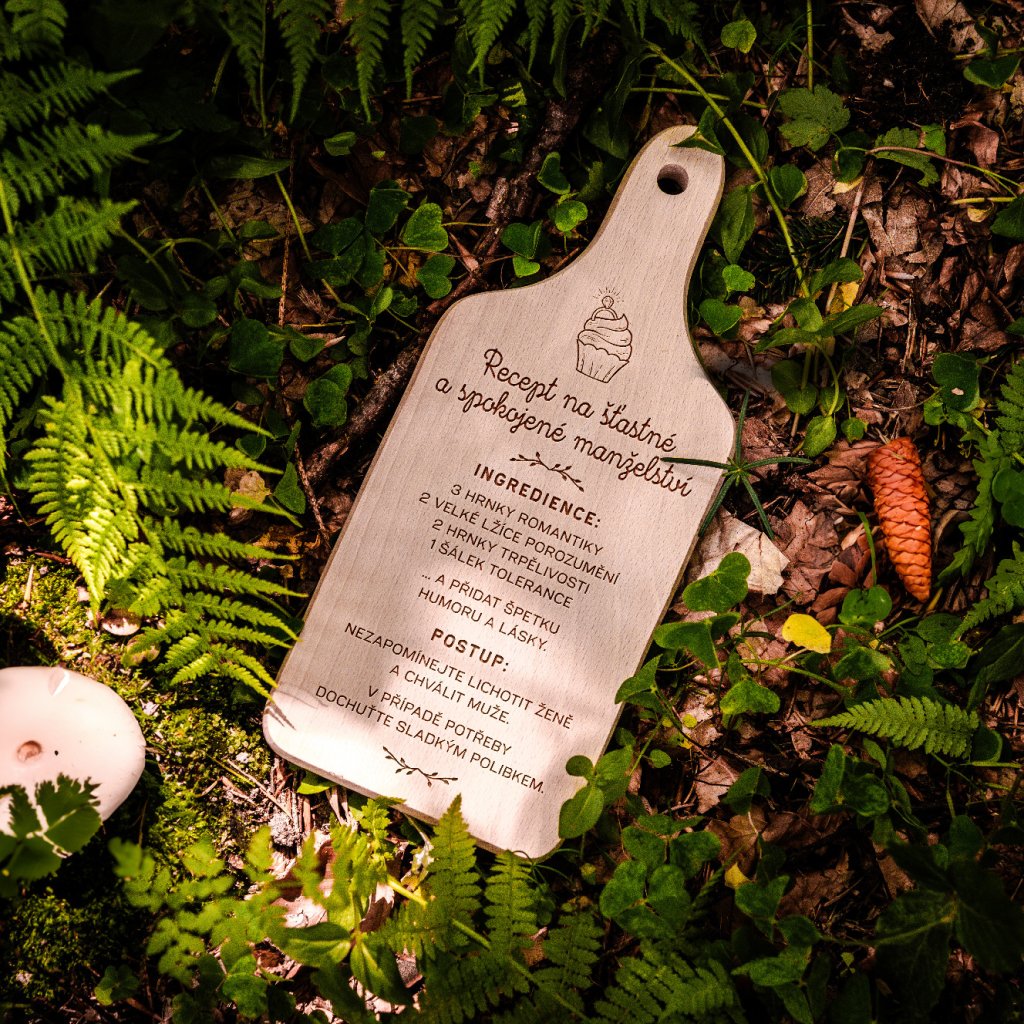 Recept na šťastné
a spokojené manželství
INGREDIENCE:
3 HRNKY ROMANTIKY
2 VELKÉ LŽÍCE POROZUMĚNÍ
2 HRNKY TRPĚLIVOSTI
1 ŠÁLEK TOLERANCE
... A PŘIDAT ŠPETKU
HUMORU A LÁSKY.
POSTUP:
NEZAPOMÍNEJTE LICHOTIT ŽENĚ
A CHVÁLIT MUŽE.
V PŘÍPADĚ POTŘEBY
DOCHUŤTE SLADKÝM POLIBKEM.